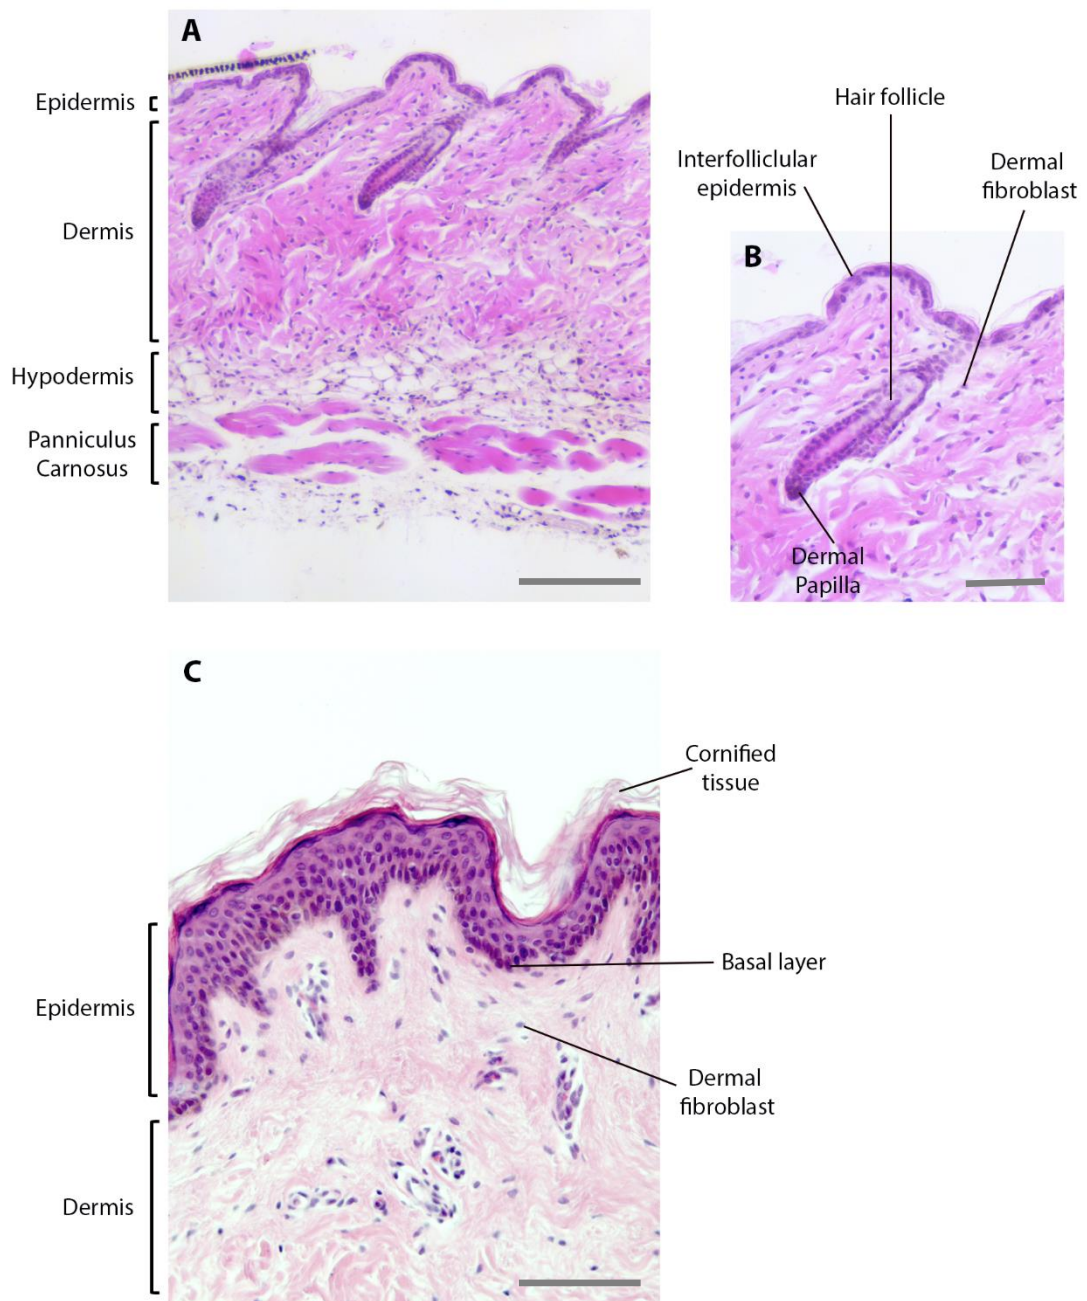 A
Epidermis
Dermis
Hypodermis
Panniculus
Carnosus
Hair follicle
Interfolliclular
epidermis
Dermal
fibroblast
B
Dermal
Papilla
C
Cornified
tissue
Epidermis
Basal layer
Dermal
fibroblast
Dermis